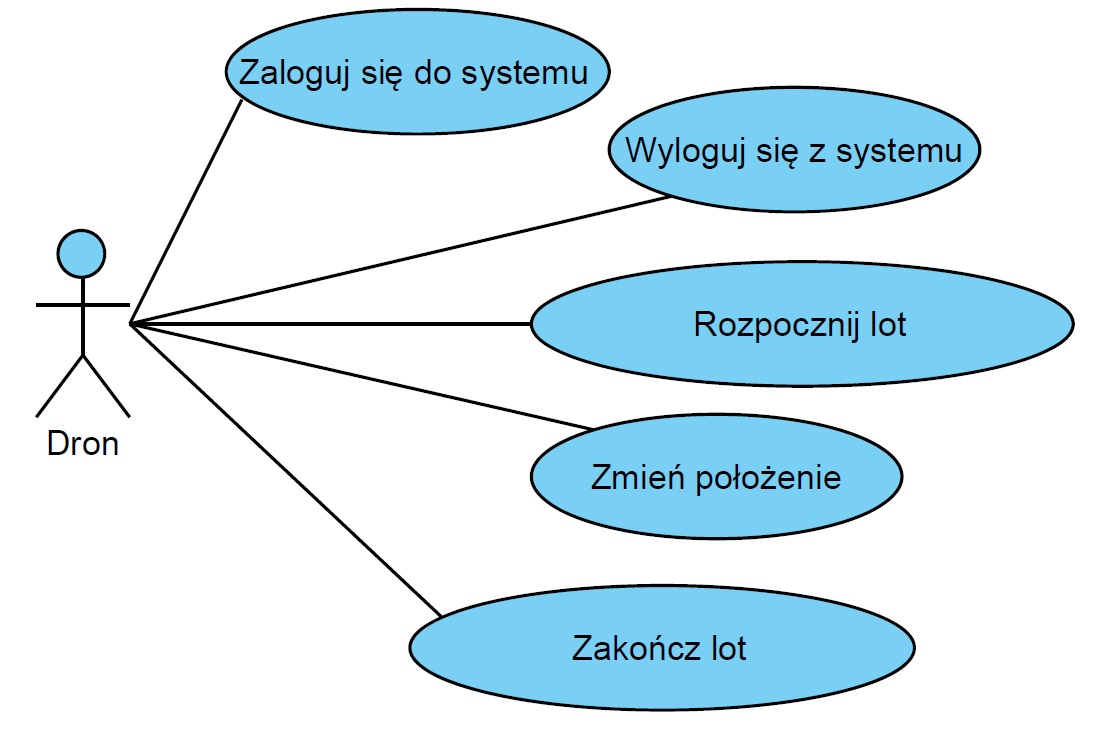 Zaloguj się do systemu
Wyloguj się z systemu
Rozpocznij lot
Dron
Zmień położenie
Zakończ lot